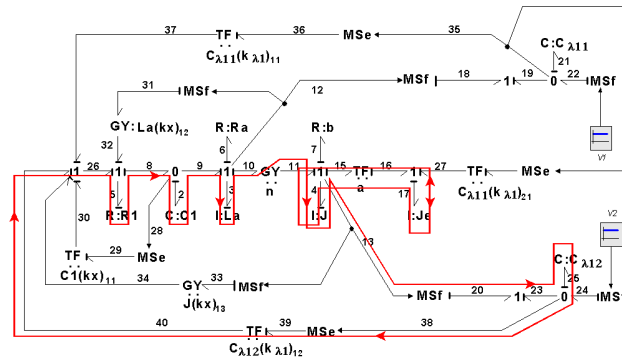 37 TF 36 MSe 35
C λ11(k λ1)11
C:C λ11
21
31 MSf 12 MSf 18 1 19 0 22 MSf
32 GY:La(kx)12 R:Ra R:b
6 7
V1
1 26 1 8 0 9 1 10 GY 11 1 15 TF 16 1 27 TF MSe
n a C λ11(k λ1)21
5 2 3 4 17
R:R1 C:C1 I:La I:J I:Je
V2
30 28 13
TF 29 MSe C:C λ12
C1(kx)11 25
34 GY 33 MSf MSf 20 1 23 0 24 MS
J(kx)13
40 TF 39 MSe 38
C λ12(k λ1)12